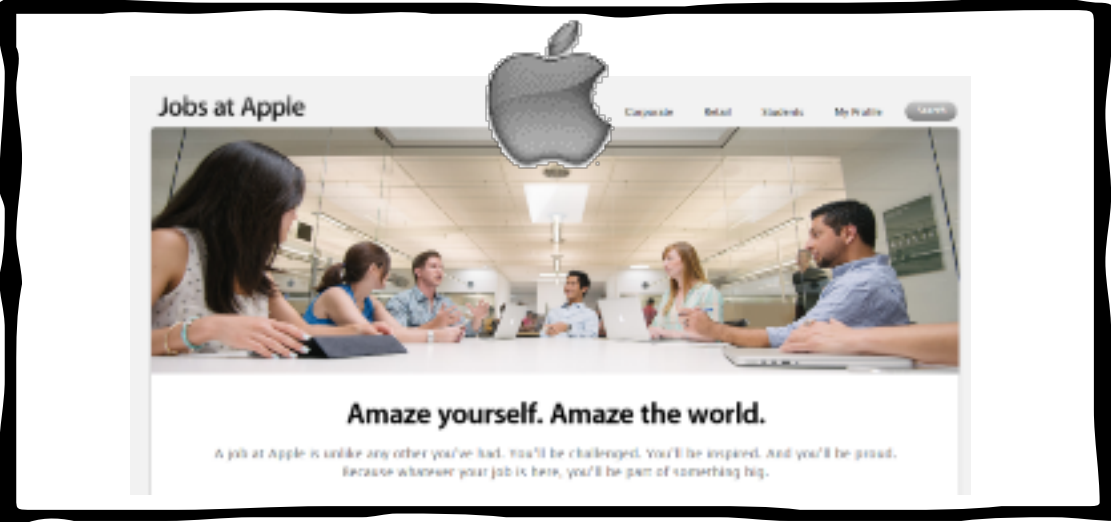 Jobs at Apple
Corporate Retail Students My Profile Search
Amaze yourself. Amaze the world.
A job at Apple is unlike any other you've had. You'll be challenged. You'll be inspired. And you'll be proud.
Because whatever your job is here, you'll be part of something big.